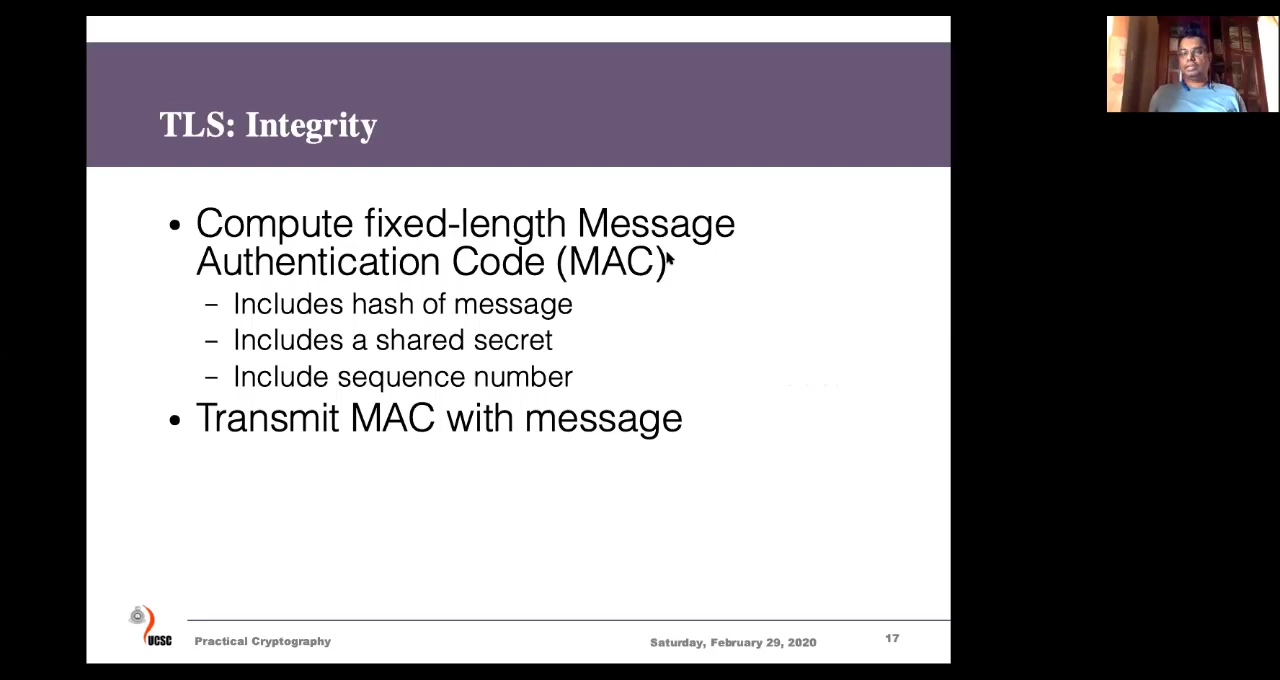 TLS: Integrity
• Compute fixed-length Message
Authentication Code (MAC)
– Includes hash of message
– Includes a shared secret
– Include sequence number
• Transmit MAC with message
UCSC
Practical Cryptography
Saturday, February 29, 2020
17